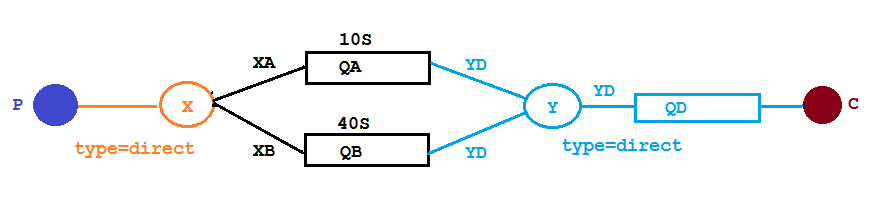 P
X
type=direct
XA
XB
10S
QA
40S
QB
YD
YD
Y
type=direct
YD
QD
C